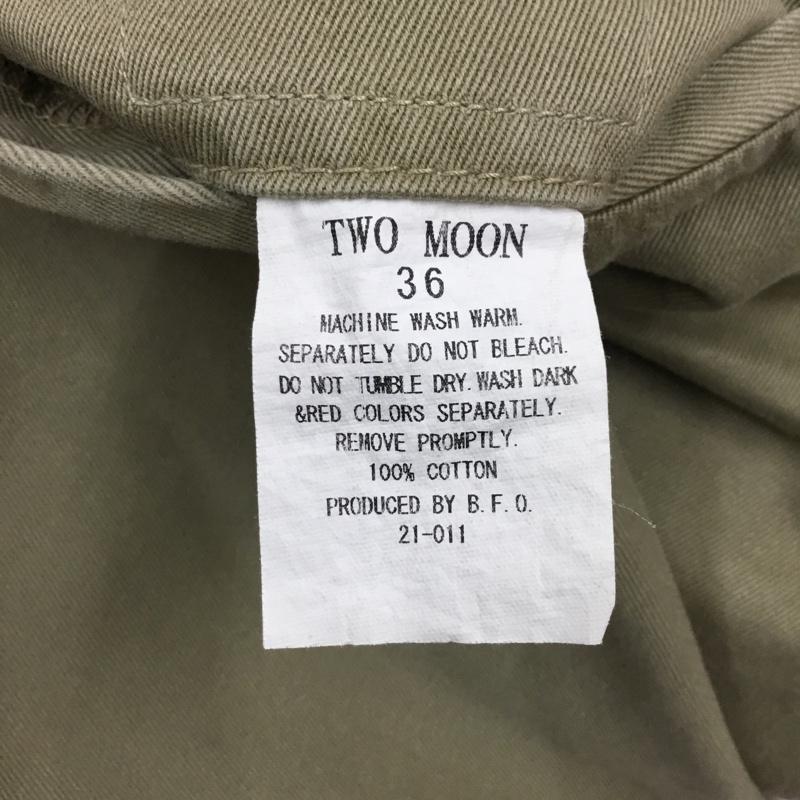 TWO MOON
36
MACHINE WASH WARM.
SEPARATELY DO NOT BLEACH.
DO NOT TUMBLE DRY. WASH DARK
&RED COLORS SEPARATELY.
REMOVE PROMPTLY.
100% COTTON
PRODUCED BY B.F.O.
21-011